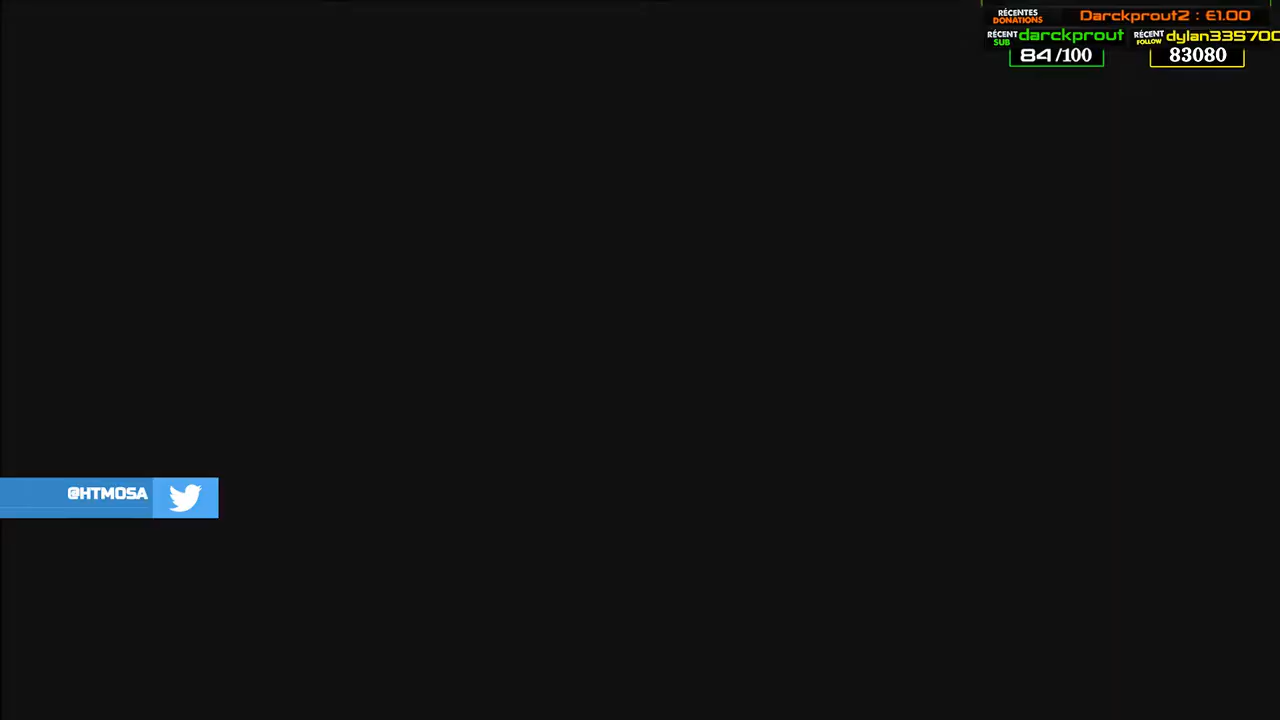 RÉCENTES DONATIONS Darckprout2 : €1.00
RÉCENT SUB darckprout RÉCENT FOLLOW dylan335700
84/100 83080
@HTMOSA